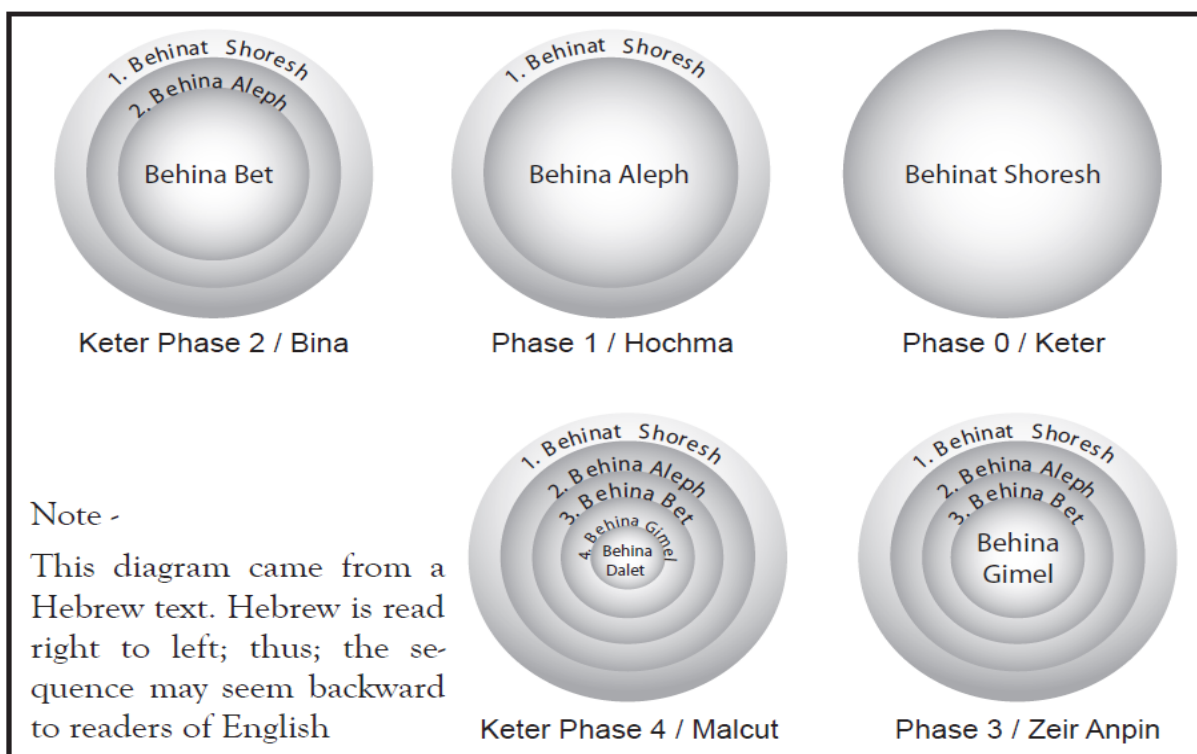 1. Behinat Shoresh
2. Behina Aleph
Behina Bet
Keter Phase 2 / Bina
1. Behinat Shoresh
Behina Aleph
Phase 1 / Hochma
Behinat Shoresh
Phase 0 / Keter
Note -
This diagram came from a
Hebrew text. Hebrew is read
right to left; thus; the se-
quence may seem backward
to readers of English
1. Behinat Shoresh
2. Behina Aleph
3. Behina Bet
4. Behina Gimel
Behina
Dalet
Keter Phase 4 / Malcut
1. Behinat Shoresh
2. Behina Aleph
3. Behina Bet
Behina
Gimel
Phase 3 / Zeir Anpin